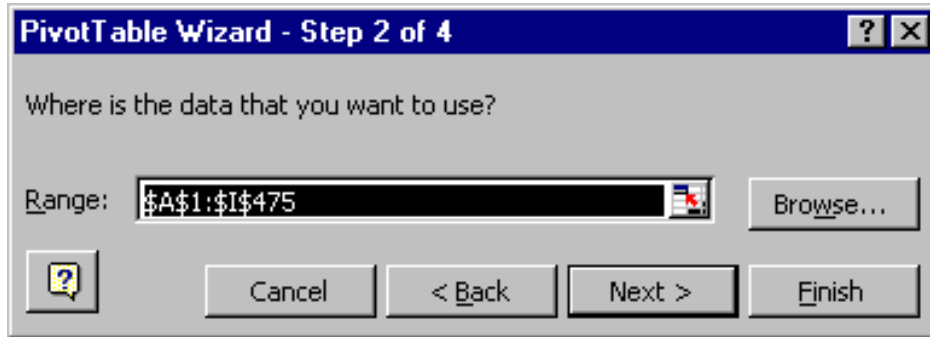 PivotTable Wizard - Step 2 of 4
Where is the data that you want to use?
Range: $A$1:$I$475 Browse...
Cancel < Back Next > Finish